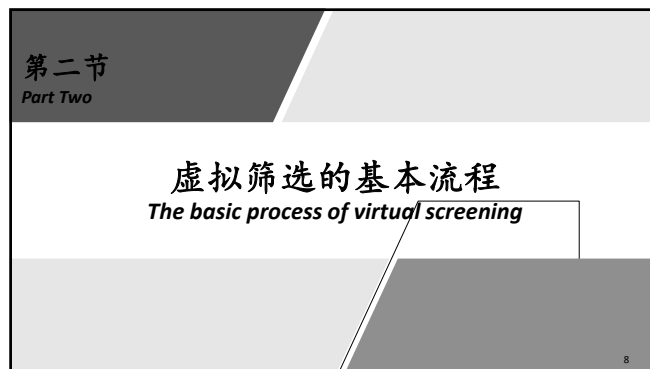 第二节
Part Two
虚拟筛选的基本流程
The basic process of virtual screening
8